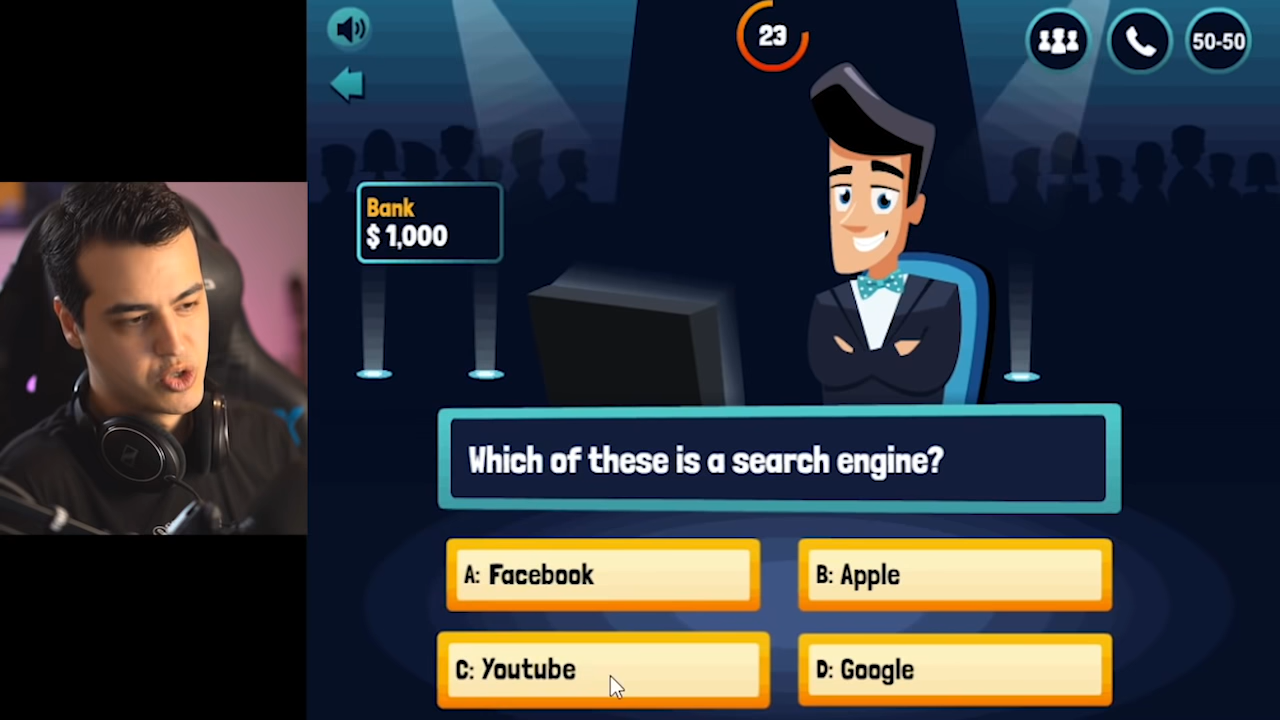 23
50-50
Bank
$ 1,000
Which of these is a search engine?
A: Facebook
B: Apple
C: Youtube
D: Google